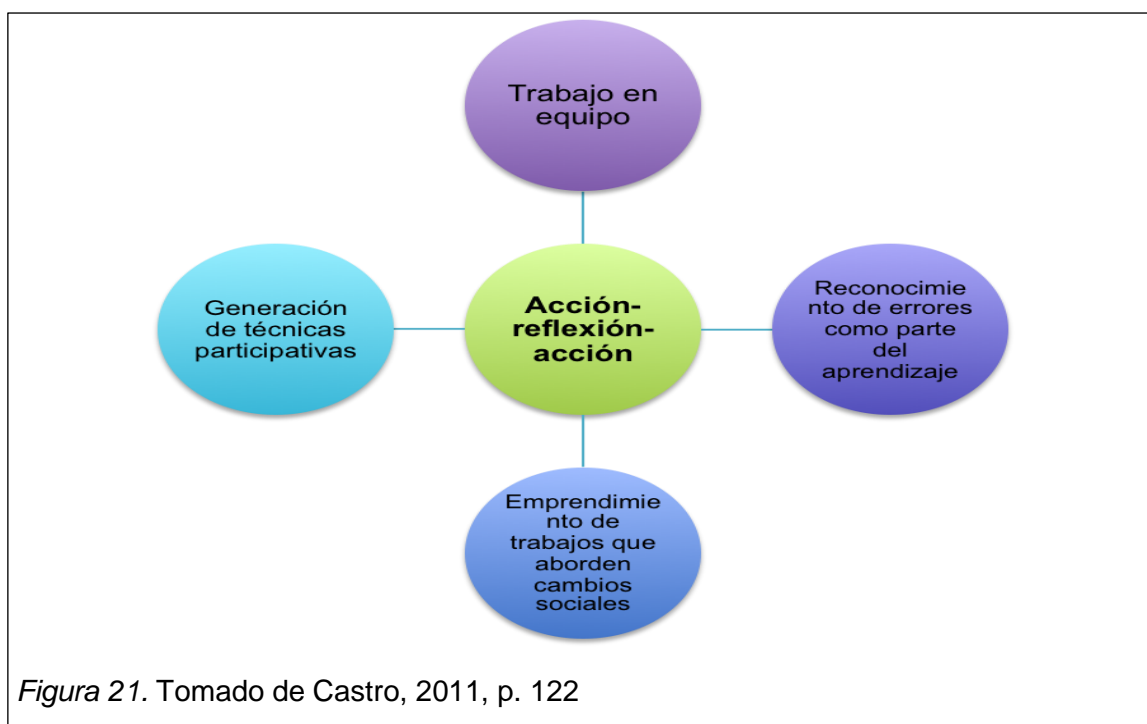 Trabajo en
equipo
Generación
de técnicas
participativas
Acción-
reflexión-
acción
Reconocimie
nto de errores
como parte
del
aprendizaje
Emprendimie
nto de
trabajos que
aborden
cambios
sociales
Figura 21. Tomado de Castro, 2011, p. 122